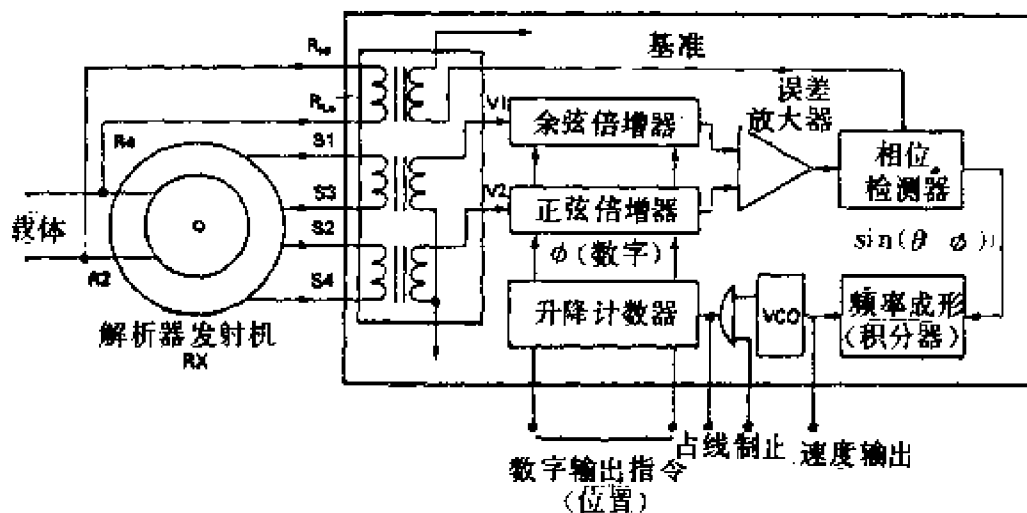 基准
误差
放大器
V1
余弦倍增器
相位
检测器
S1
S3
V2
正弦倍增器
载体
S2
φ(数字)
sin(θ φ)
R2
S4
升降计数器
VCO
频率成形
(积分器)
解析器发射机
RX
占线
制止
速度输出
数字输出指令
(位置)